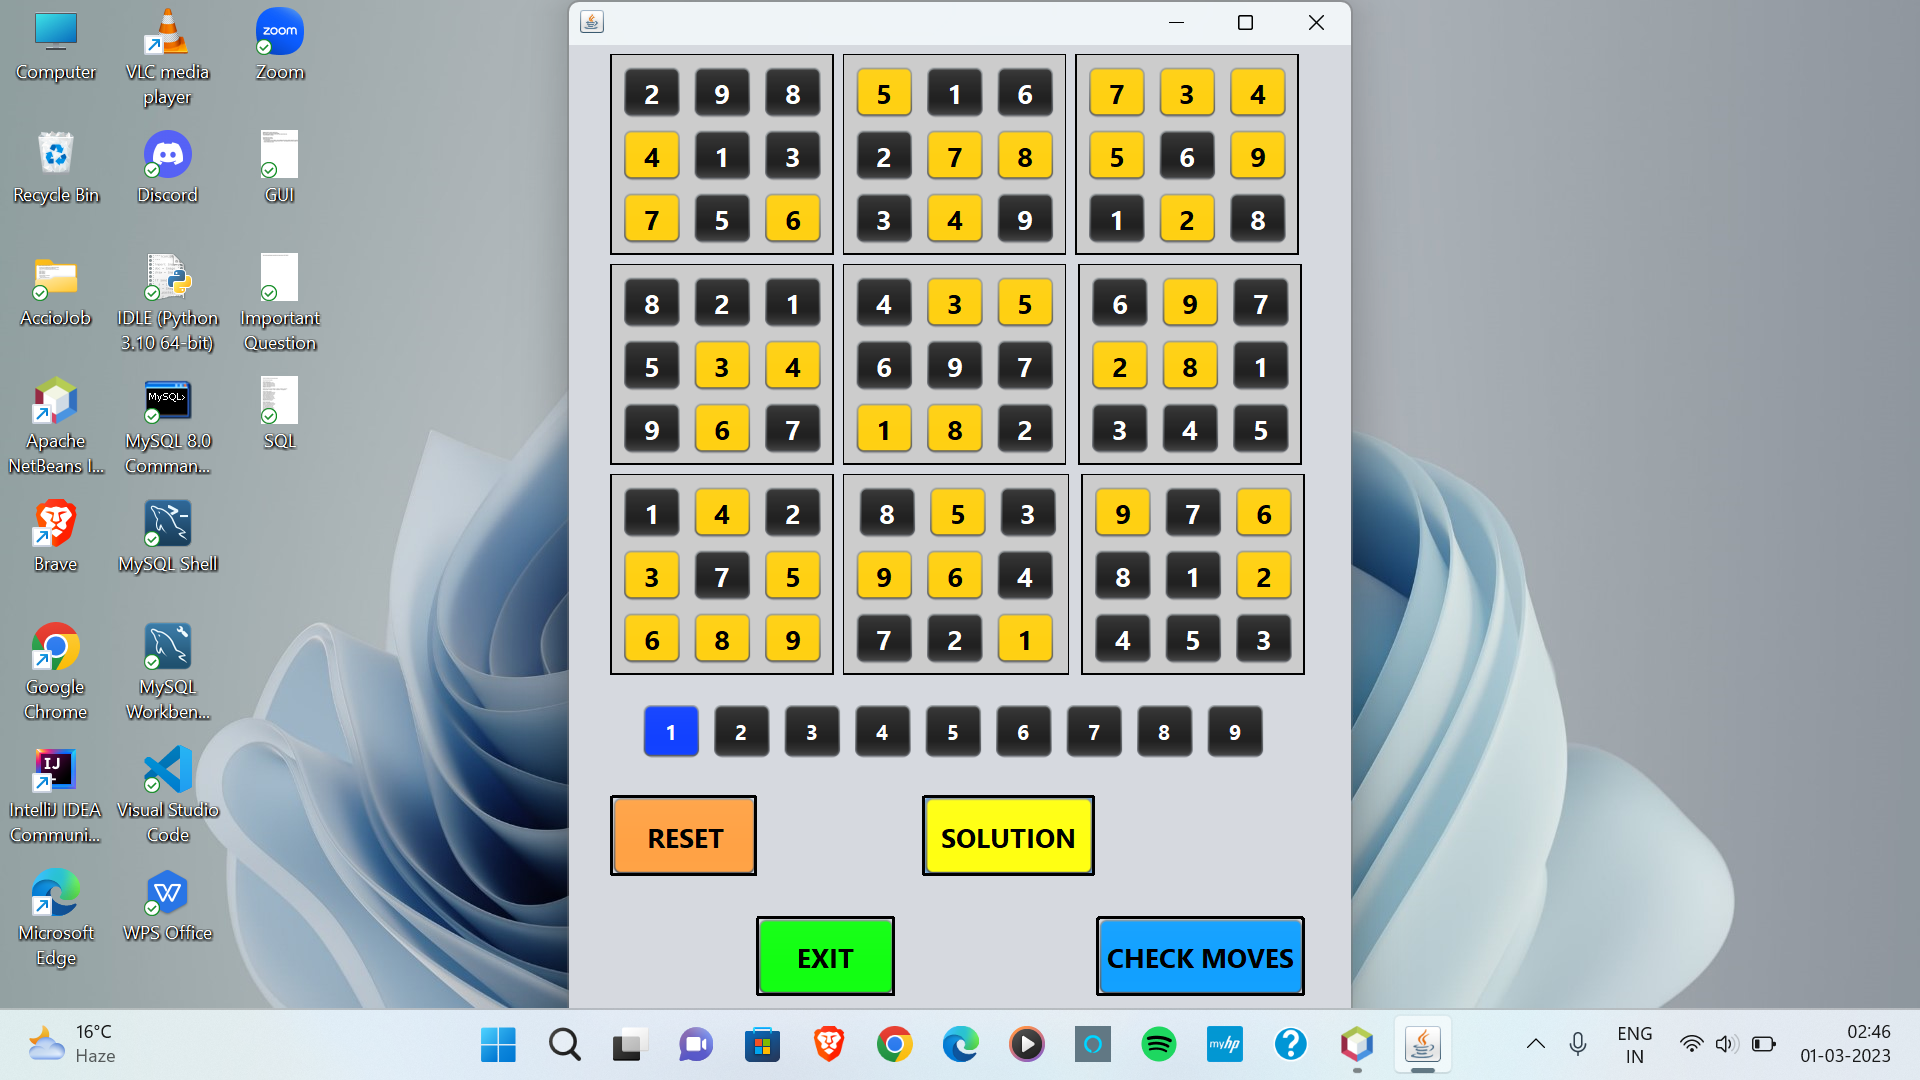 Computer
VLC media
player
Zoom
Recycle Bin
Discord
GUI
AccioJob
IDLE (Python
3.10 64-bit)
Important
Question
Apache
NetBeans I...
MySQL 8.0
Comman...
SQL
Brave
MySQL Shell
Google
Chrome
MySQL
Workben...
IntelliJ IDEA
Communi...
Visual Studio
Code
Microsoft
Edge
WPS Office
zoom
MySQL>
IJ
W
2 9 8 5 1 6 7 3 4
4 1 3 2 7 8 5 6 9
7 5 6 3 4 9 1 2 8
8 2 1 4 3 5 6 9 7
5 3 4 6 9 7 2 8 1
9 6 7 1 8 2 3 4 5
1 4 2 8 5 3 9 7 6
3 7 5 9 6 4 8 1 2
6 8 9 7 2 1 4 5 3
1 2 3 4 5 6 7 8 9
RESET
SOLUTION
EXIT
CHECK MOVES
16°C
Haze
myhp
?
ENG
IN
02:46
01-03-2023